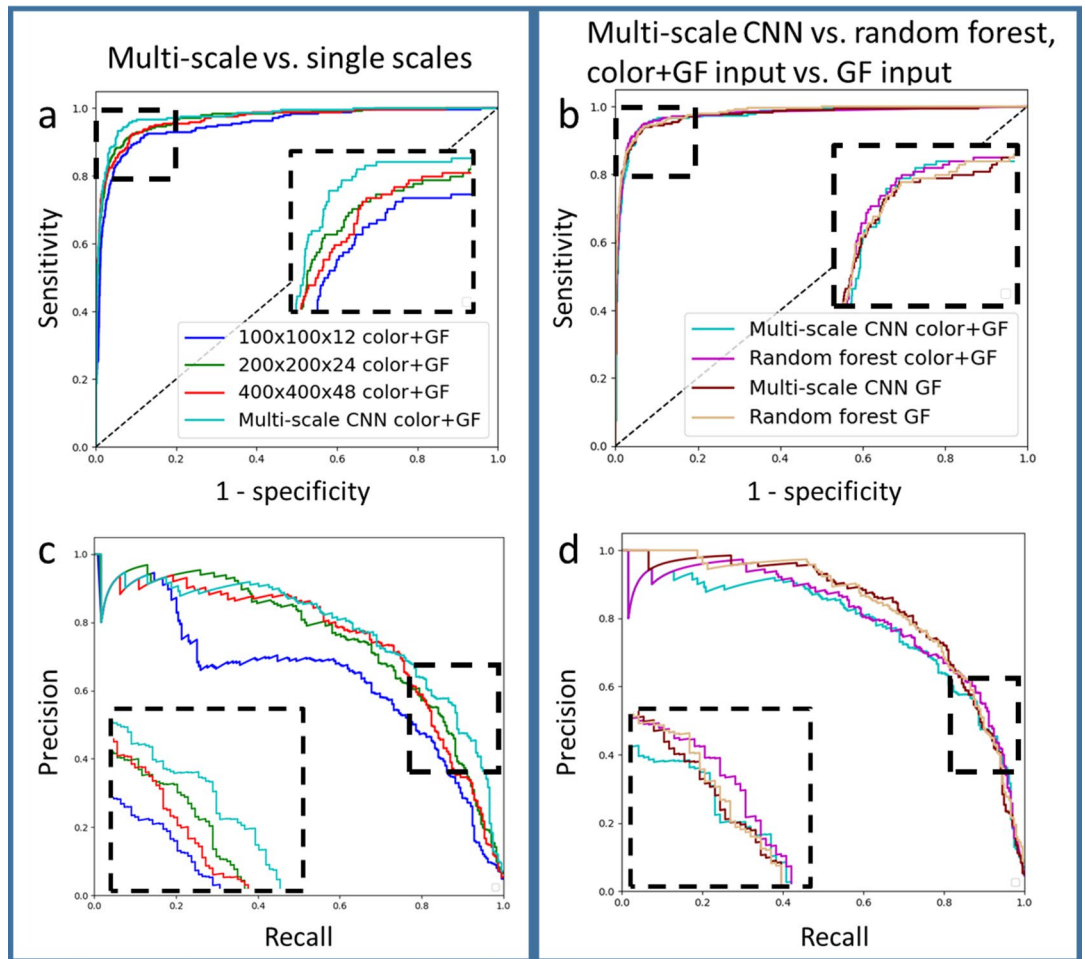 Multi-scale vs. single scales
a
1.0
0.8
0.6
0.4
0.2
0.0
Sensitivity
100x100x12 color+GF
200x200x24 color+GF
400x400x48 color+GF
Multi-scale CNN color+GF
0.0 0.2 0.4 0.6 0.8 1.0
1 - specificity
Multi-scale CNN vs. random forest,
color+GF input vs. GF input
b
1.0
0.8
0.6
0.4
0.2
0.0
Sensitivity
Multi-scale CNN color+GF
Random forest color+GF
Multi-scale CNN GF
Random forest GF
0.0 0.2 0.4 0.6 0.8 1.0
1 - specificity
c
1.0
0.8
0.6
0.4
0.2
0.0
Precision
0.0 0.2 0.4 0.6 0.8 1.0
Recall
d
1.0
0.8
0.6
0.4
0.2
0.0
Precision
0.0 0.2 0.4 0.6 0.8 1.0
Recall